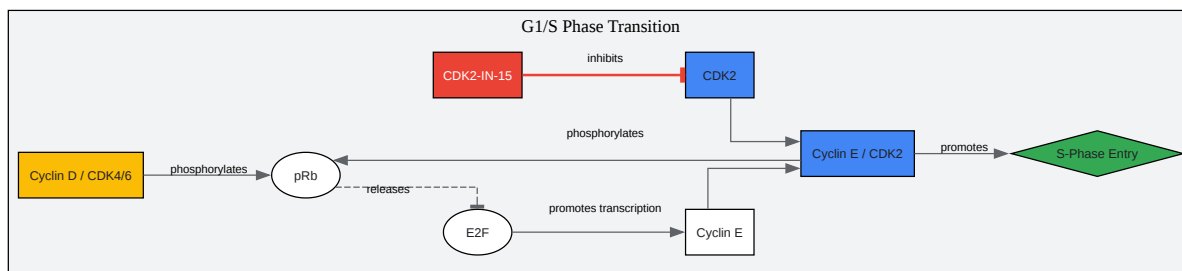 G1/S Phase Transition
inhibits
CDK2-IN-15
CDK2
phosphorylates
Cyclin E / CDK2
promotes
S-Phase Entry
Cyclin D / CDK4/6
phosphorylates
pRb
releases
promotes transcription
E2F
Cyclin E